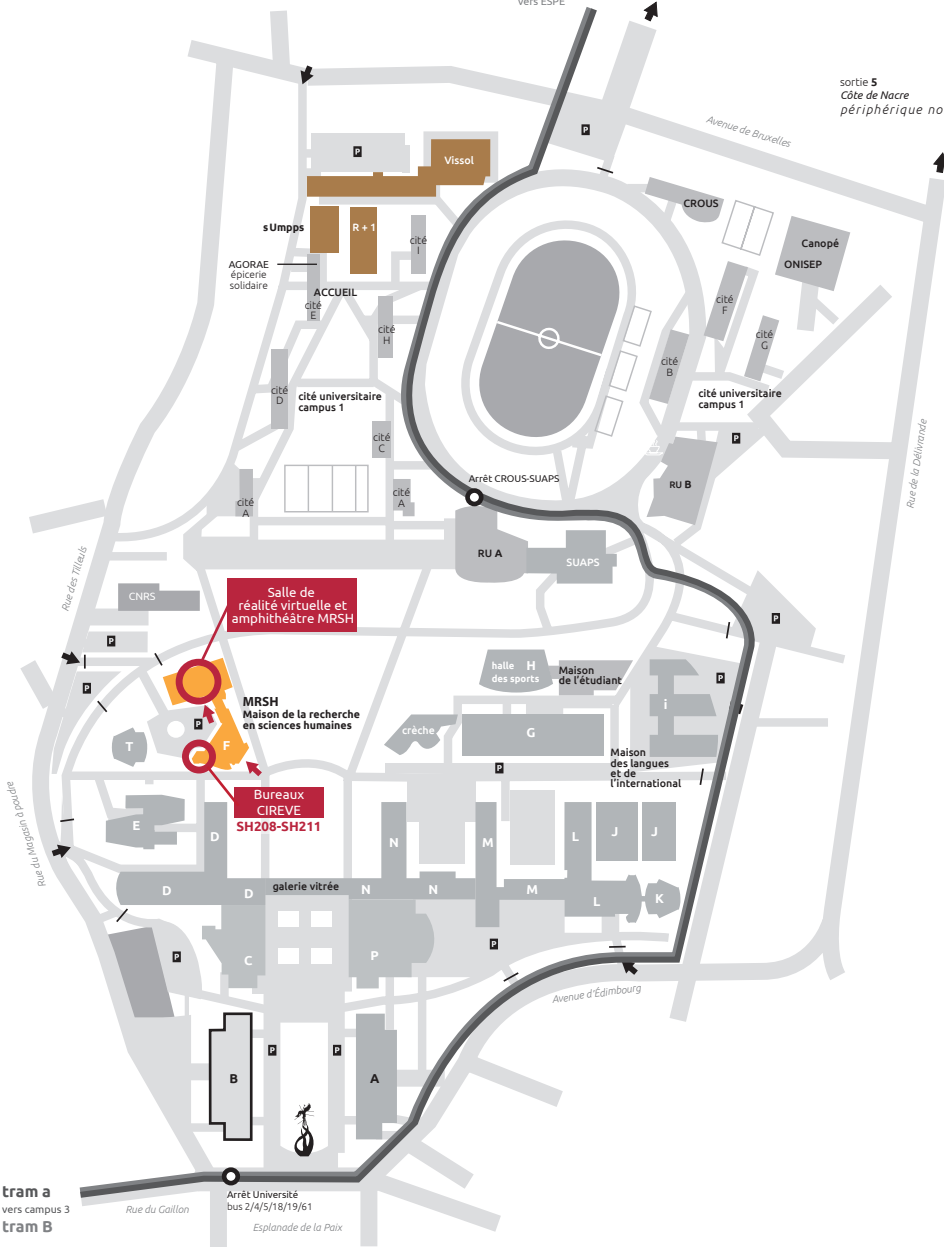 vers ESPE
sortie 5
Côte de Nacre
périphérique no
Avenue de Bruxelles
P
P
Vissol
CROUS
sUmpps
R + 1
cité
I
Canopé
ONISEP
AGORAE
épicerie
solidaire
ACCUEIL
cité
E
cité
H
cité
F
cité
G
cité
B
cité
D
cité universitaire
campus 1
cité universitaire
campus 1
cité
C
P
Arrêt CROUS-SUAPS
RU B
Rue de la Délivrande
cité
A
cité
A
RU A
SUAPS
Rue des Tilleuls
CNRS
Salle de
réalité virtuelle et
amphithéâtre MRSH
P
P
halle H
des sports
Maison
de l'étudiant
P
P
MRSH
Maison de la recherche
en sciences humaines
i
P
T
F
crèche
G
Maison
des langues
et de
l'international
P
Bureaux
CIREVE
SH208-SH211
Rue du Magasin à poudre
E
D
N
M
L
J
J
D
D
galerie vitrée
N
N
M
L
K
C
P
P
P
Avenue d'Édimbourg
P
P
B
A
tram a
vers campus 3
tram B
Rue du Gaillon
Arrêt Université
bus 2/4/5/18/19/61
Esplanade de la Paix